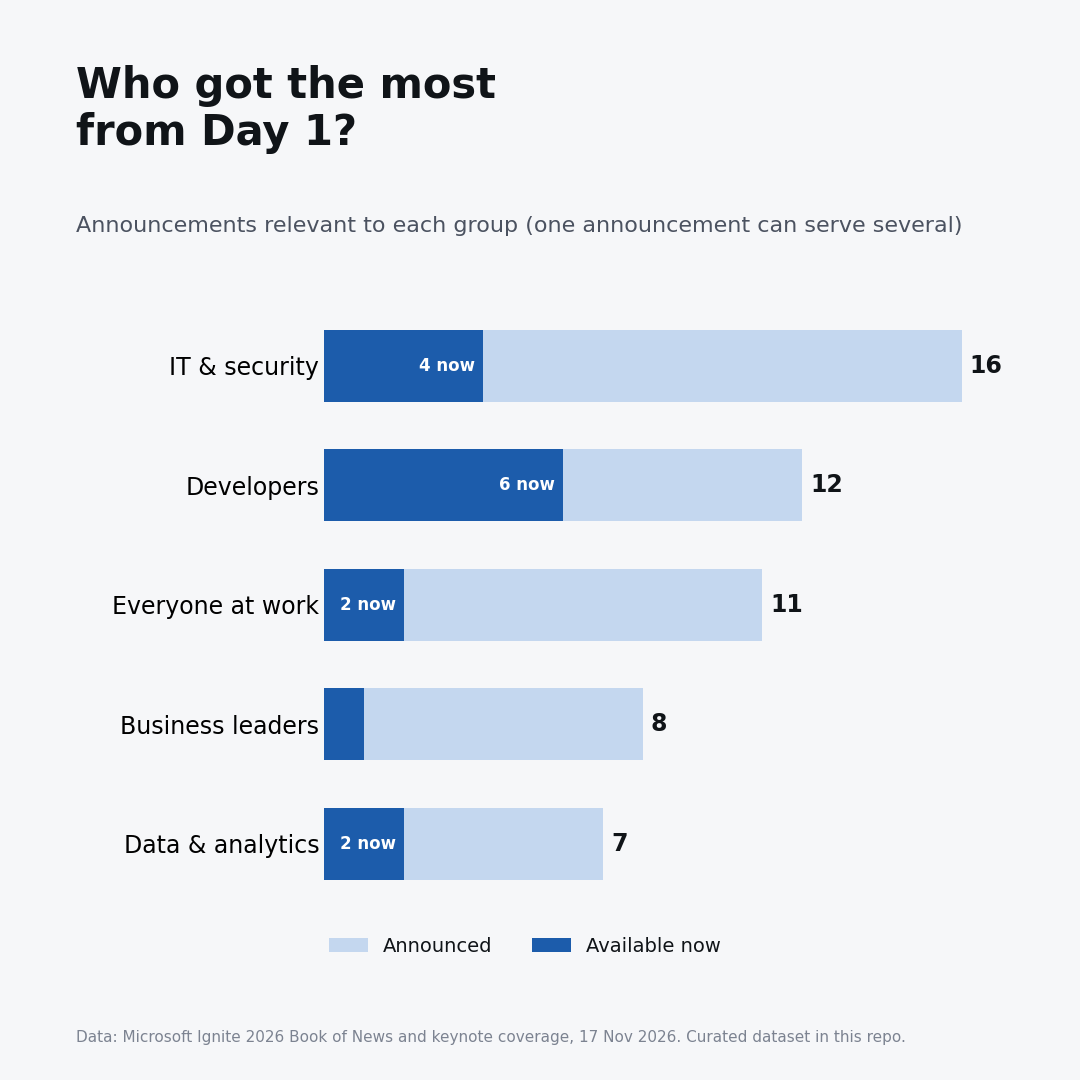 Who got the most
from Day 1?
Announcements relevant to each group (one announcement can serve several)
IT & security 4 now 16
Developers 6 now 12
Everyone at work 2 now 11
Business leaders 8
Data & analytics 2 now 7
Announced Available now
Data: Microsoft Ignite 2026 Book of News and keynote coverage, 17 Nov 2026. Curated dataset in this repo.